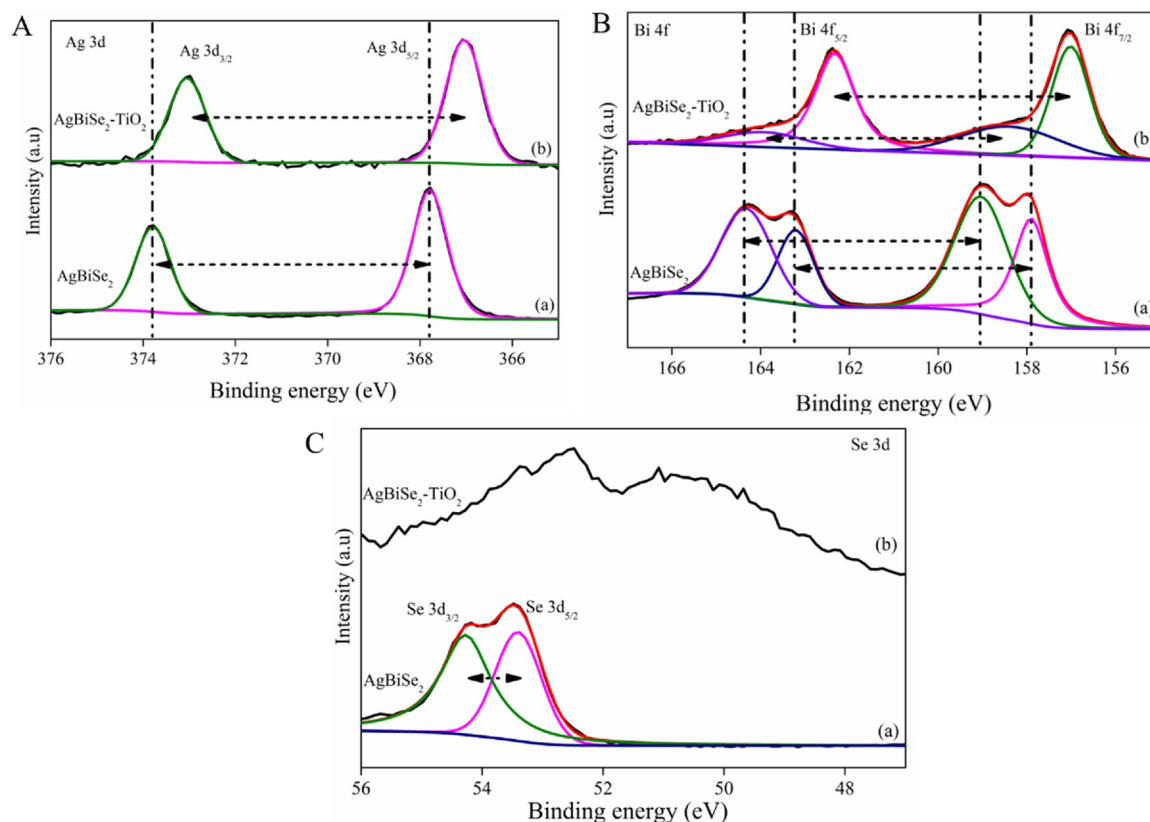 A
Ag 3d
Ag 3d3/2
Ag 3d5/2
AgBiSe2-TiO2
(b)
AgBiSe2
(a)
Intensity (a.u)
376 374 372 370 368 366
Binding energy (eV)
B
Bi 4f
Bi 4f5/2
Bi 4f7/2
AgBiSe2-TiO2
(b)
AgBiSe2
(a)
Intensity (a.u)
166 164 162 160 158 156
Binding energy (eV)
C
Se 3d
AgBiSe2-TiO2
(b)
Se 3d3/2
Se 3d5/2
AgBiSe2
(a)
Intensity (a.u)
56 54 52 50 48
Binding energy (eV)